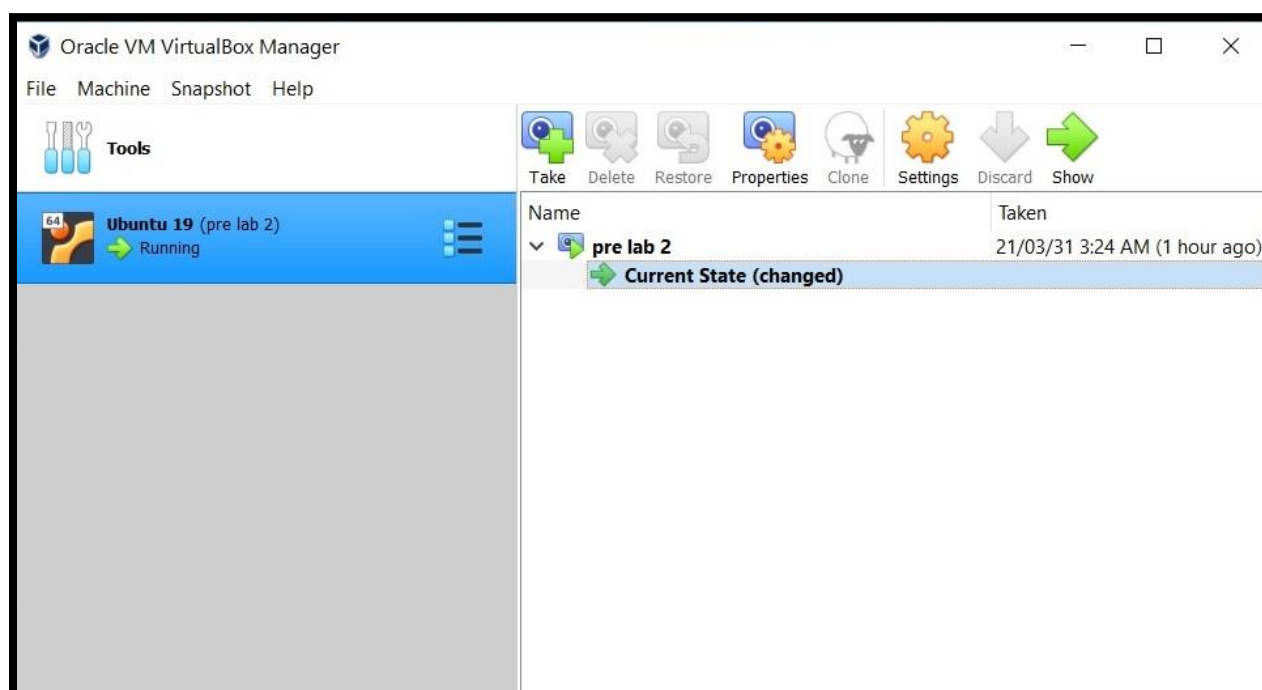 Oracle VM VirtualBox Manager
File Machine Snapshot Help
Tools
Take Delete Restore Properties Clone Settings Discard Show
64
Ubuntu 19 (pre lab 2)
Running
Name Taken
pre lab 2 21/03/31 3:24 AM (1 hour ago)
Current State (changed)